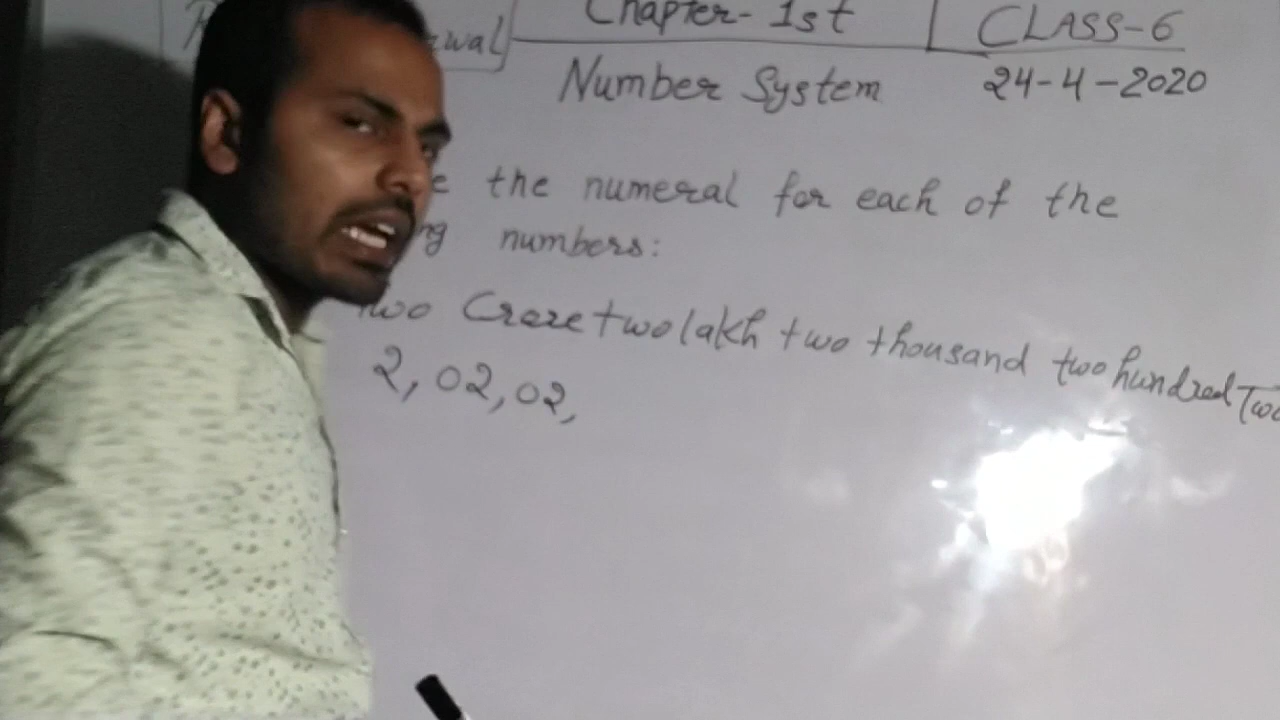 Chapter- 1st CLASS-6
Number System 24-4-2020
the numeral for each of the
numbers:
Two Crore two lakh two thousand two hundred Two
2,02,02,